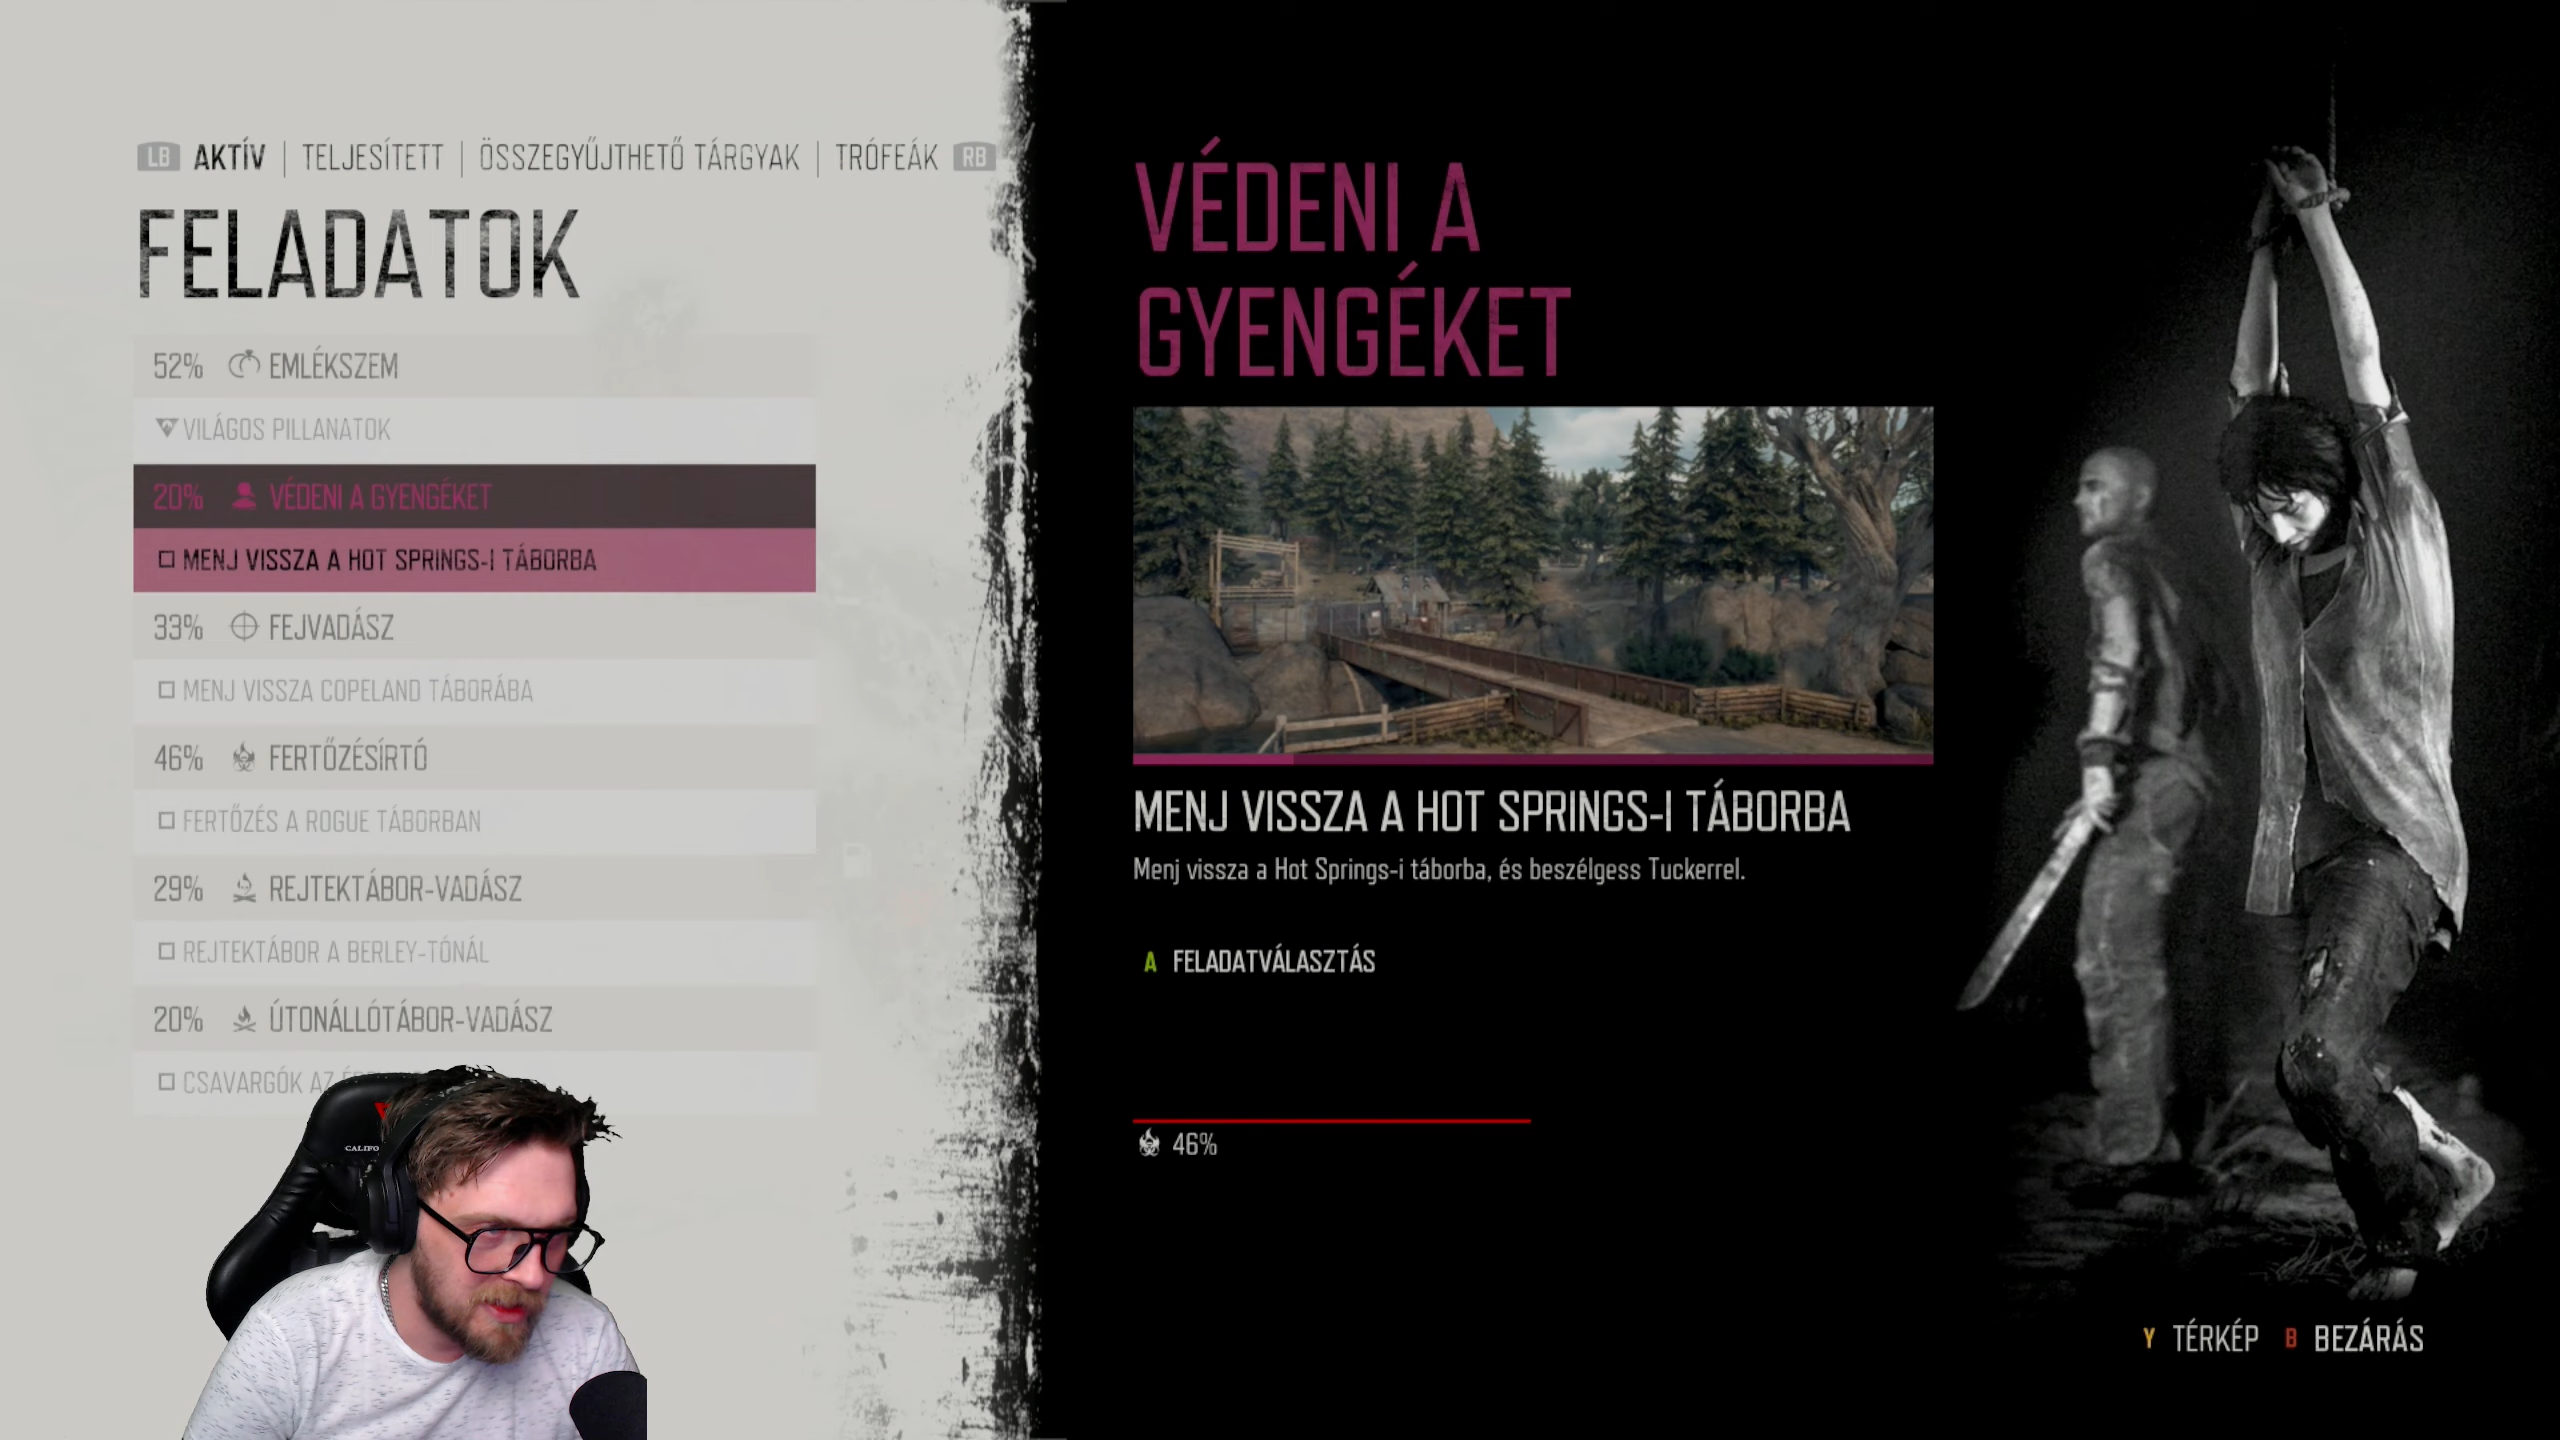 LB AKTÍV | TELJESÍTETT | ÖSSZEGYŰJTHETŐ TÁRGYAK | TRÓFEÁK RB
FELADATOK
52% EMLÉKSZEM
VILÁGOS PILLANATOK
20% VÉDENI A GYENGÉKET
MENJ VISSZA A HOT SPRINGS-I TÁBORBA
33% FEJVADÁSZ
MENJ VISSZA COPELAND TÁBORÁBA
46% FERTŐZÉSÍRTÓ
FERTŐZÉS A ROGUE TÁBORBAN
29% REJTEKTÁBOR-VADÁSZ
REJTEKTÁBOR A BERLEY-TÓNÁL
20% ÚTONÁLLÓTÁBOR-VADÁSZ
CSAVARGÓK AZ
CALIFO
VÉDENI A
GYENGÉKET
MENJ VISSZA A HOT SPRINGS-I TÁBORBA
Menj vissza a Hot Springs-i táborba, és beszélgess Tuckerrel.
A FELADATVÁLASZTÁS
46%
Y TÉRKÉP B BEZÁRÁS